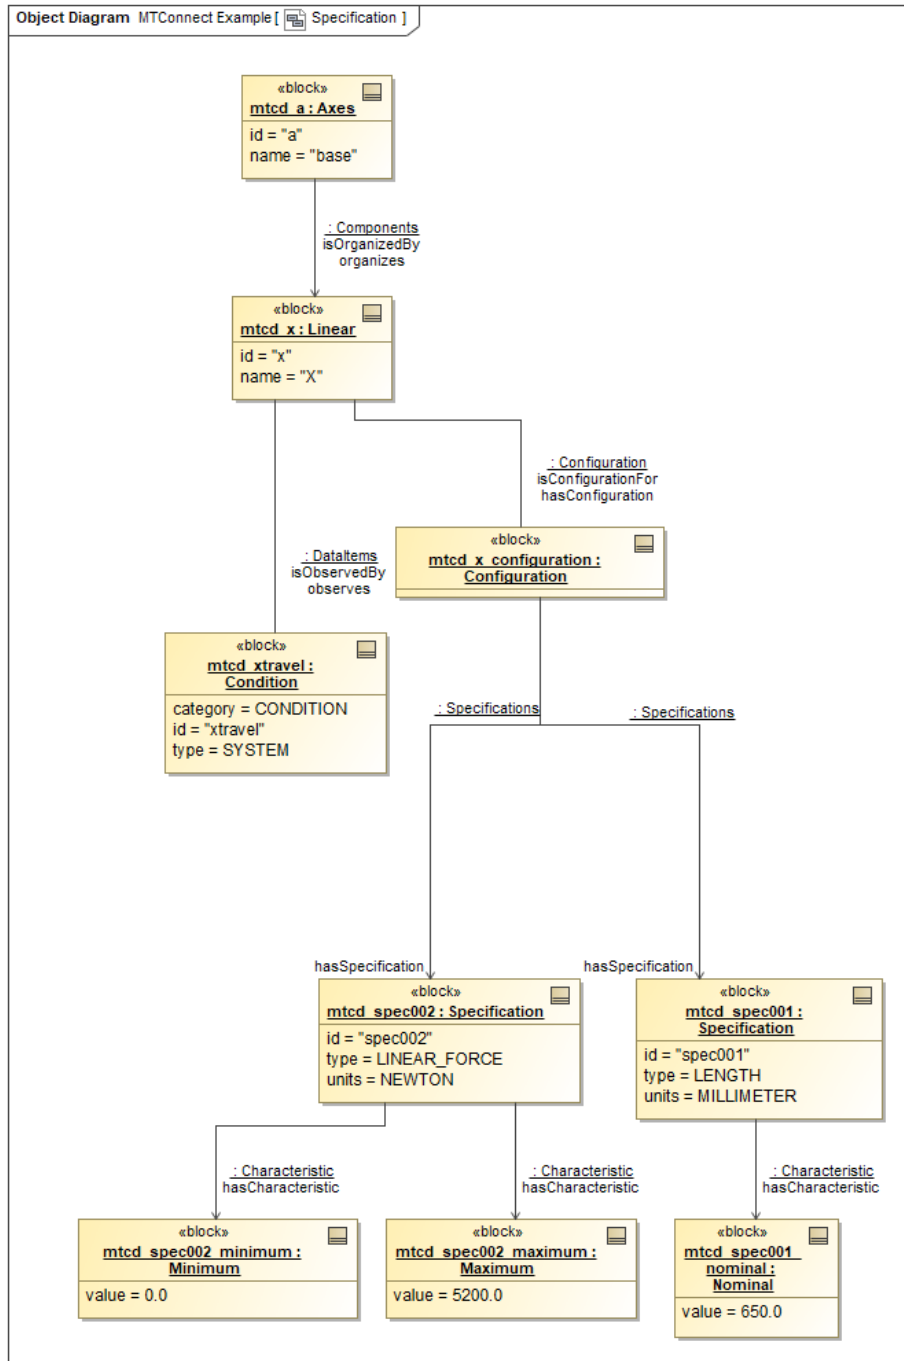 Object Diagram MTConnect Example [ Specification ]
«block»
mtcd_a : Axes
id = "a"
name = "base"
: Components
isOrganizedBy
organizes
«block»
mtcd_x : Linear
id = "x"
name = "X"
: Configuration
isConfigurationFor
hasConfiguration
«block»
mtcd_x_configuration :
Configuration
: DataItems
isObservedBy
observes
«block»
mtcd_xtravel :
Condition
category = CONDITION
id = "xtravel"
type = SYSTEM
: Specifications
: Specifications
hasSpecification
hasSpecification
«block»
mtcd_spec002 : Specification
id = "spec002"
type = LINEAR_FORCE
units = NEWTON
«block»
mtcd_spec001 :
Specification
id = "spec001"
type = LENGTH
units = MILLIMETER
: Characteristic
hasCharacteristic
: Characteristic
hasCharacteristic
: Characteristic
hasCharacteristic
«block»
mtcd_spec002_minimum :
Minimum
value = 0.0
«block»
mtcd_spec002_maximum :
Maximum
value = 5200.0
«block»
mtcd_spec001_
nominal :
Nominal
value = 650.0